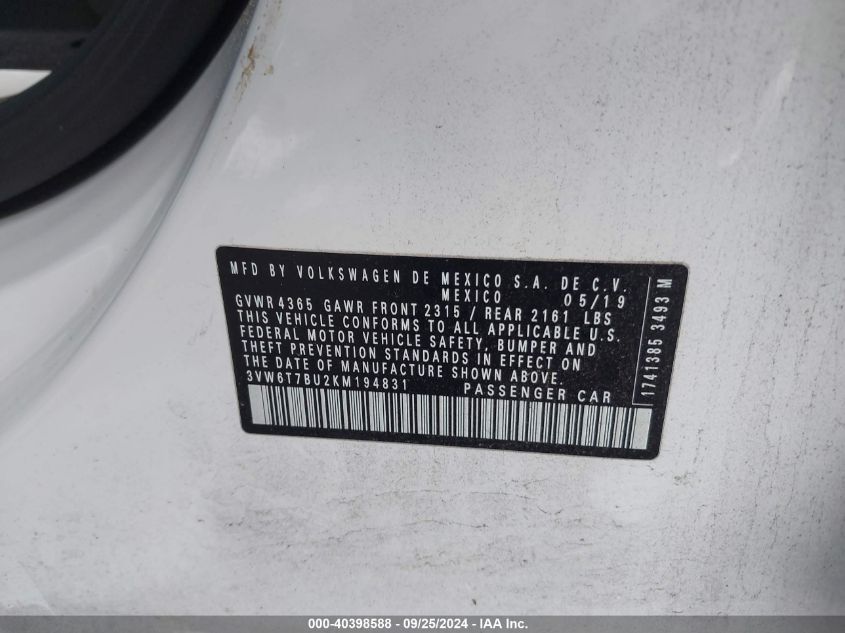 MFD BY VOLKSWAGEN DE MEXICO S.A. DE C.V.
MEXICO 05/19
GVWR 4365 GAWR FRONT 2315 / REAR 2161 LBS
THIS VEHICLE CONFORMS TO ALL APPLICABLE U.S.
FEDERAL MOTOR VEHICLE SAFETY, BUMPER AND
THEFT PREVENTION STANDARDS IN EFFECT ON
THE DATE OF MANUFACTURE SHOWN ABOVE.
3VW6T7BU2KM194831 PASSENGER CAR
1741385 3493 M
000-40398588 - 09/25/2024 - IAA Inc.